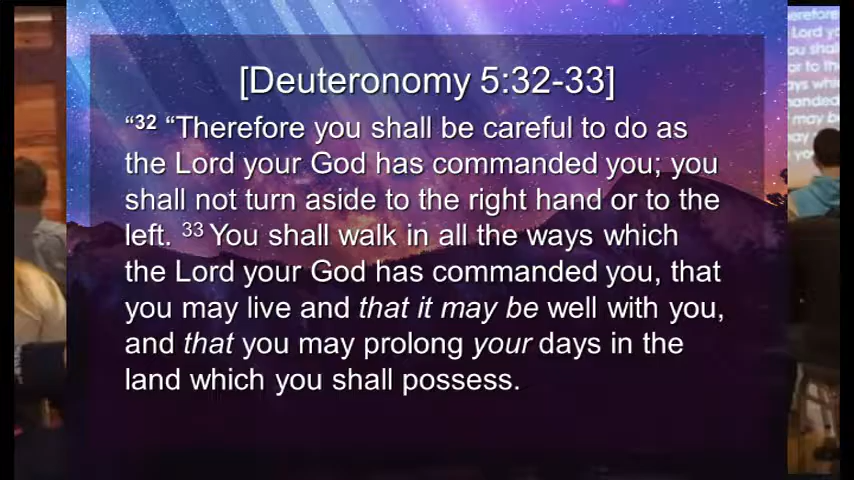 [Deuteronomy 5:32-33]
“32 “Therefore you shall be careful to do as
the Lord your God has commanded you; you
shall not turn aside to the right hand or to the
left. 33 You shall walk in all the ways which
the Lord your God has commanded you, that
you may live and that it may be well with you,
and that you may prolong your days in the
land which you shall possess.